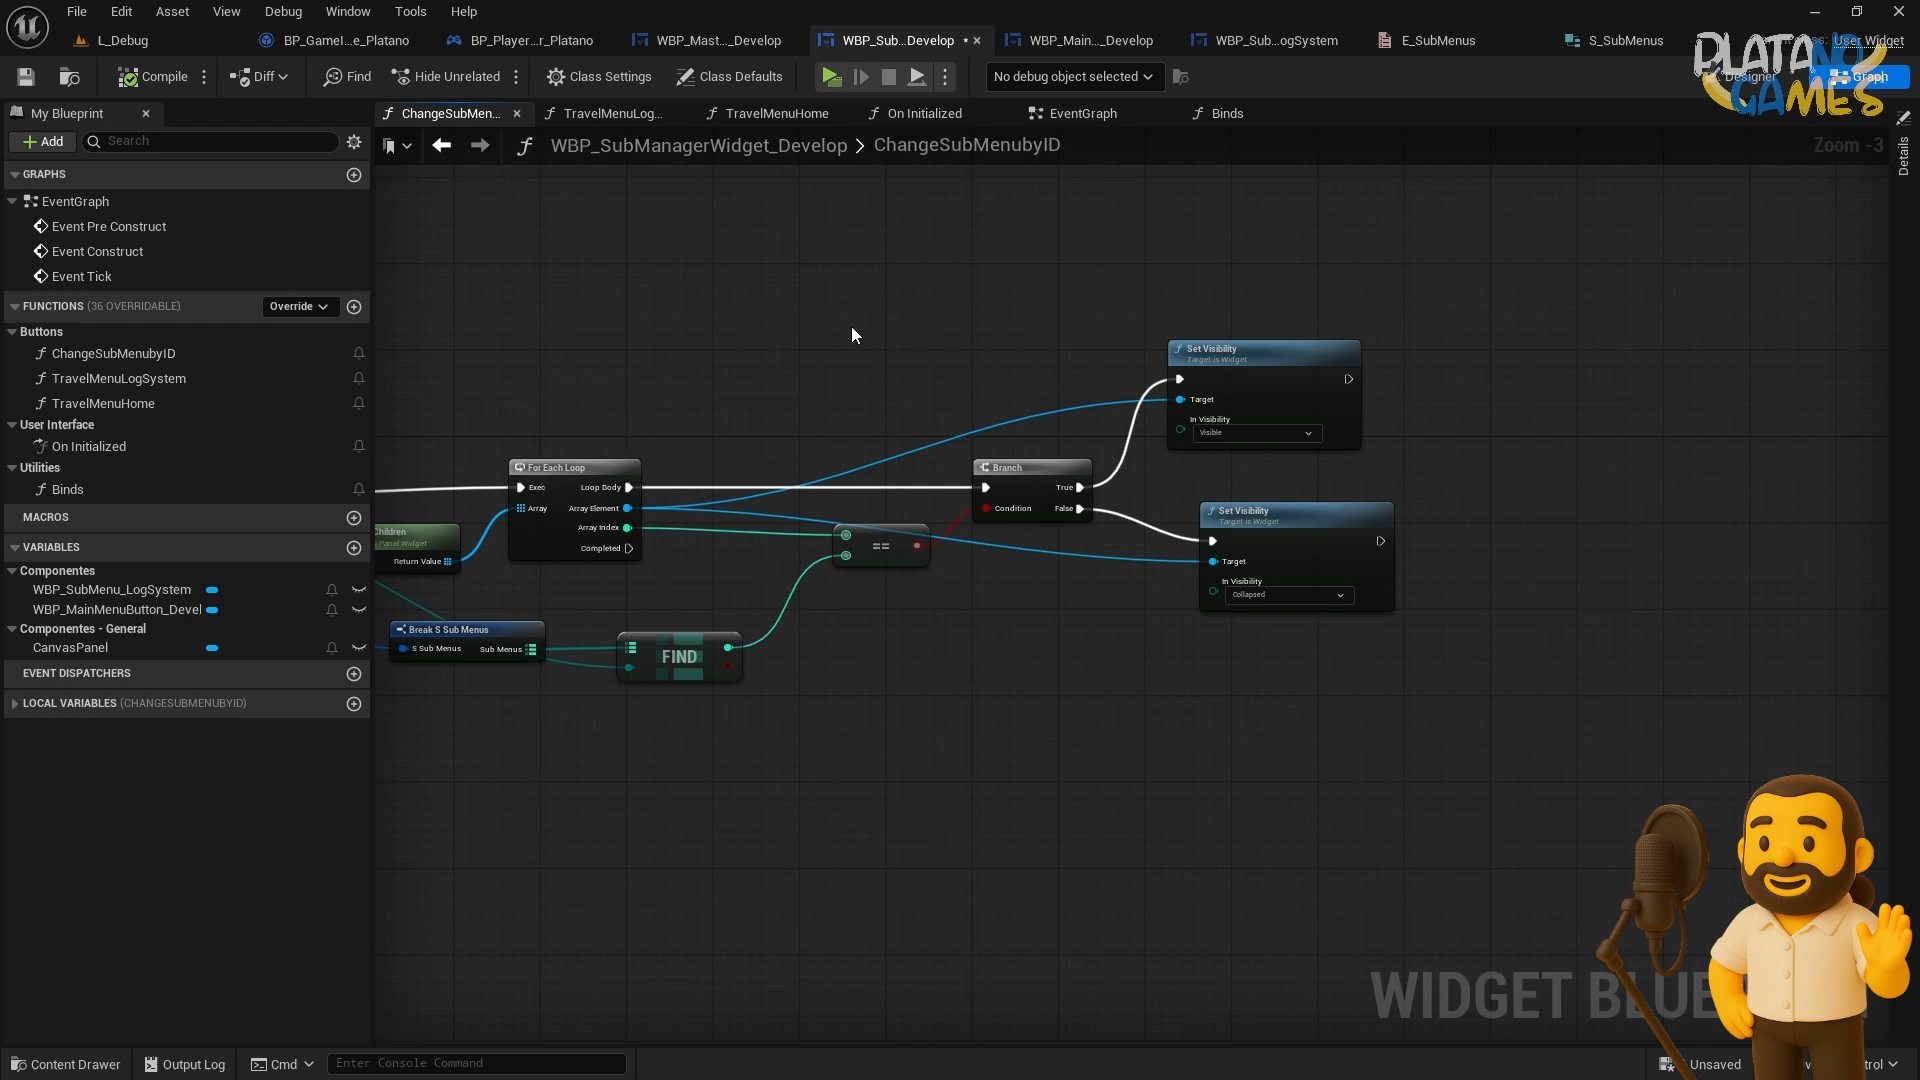 File Edit Asset View Debug Window Tools Help
L_Debug
BP_GameI...e_Platano
BP_Player...r_Platano
WBP_Mast..._Develop
WBP_Sub...Develop
WBP_Main..._Develop
WBP_Sub...ogSystem
E_SubMenus
S_SubMenus
User Widget
PLATANO
GAMES
Compile
Diff
Find
Hide Unrelated
Class Settings
Class Defaults
No debug object selected
Designer
Graph
My Blueprint
ChangeSubMen...
TravelMenuLog...
TravelMenuHome
On Initialized
EventGraph
Binds
Add
Search
WBP_SubManagerWidget_Develop > ChangeSubMenubyID
Zoom -3
Details
GRAPHS
EventGraph
Event Pre Construct
Event Construct
Event Tick
FUNCTIONS (36 OVERRIDABLE)
Override
Buttons
ChangeSubMenubyID
TravelMenuLogSystem
TravelMenuHome
User Interface
On Initialized
Utilities
Binds
MACROS
VARIABLES
Componentes
WBP_SubMenu_LogSystem
WBP_MainMenuButton_Devel
Componentes - General
CanvasPanel
EVENT DISPATCHERS
LOCAL VARIABLES (CHANGESUBMENUBYID)
Children
Panel Widget
Return Value
For Each Loop
Exec Loop Body
Array Array Element
Array Index
Completed
Break S Sub Menus
S Sub Menus Sub Menus
FIND
==
Branch
True
Condition False
Set Visibility
Target is Widget
Target
In Visibility
Visible
Set Visibility
Target is Widget
Target
In Visibility
Collapsed
WIDGET BLUE
Content Drawer
Output Log
Cmd
Enter Console Command
Unsaved